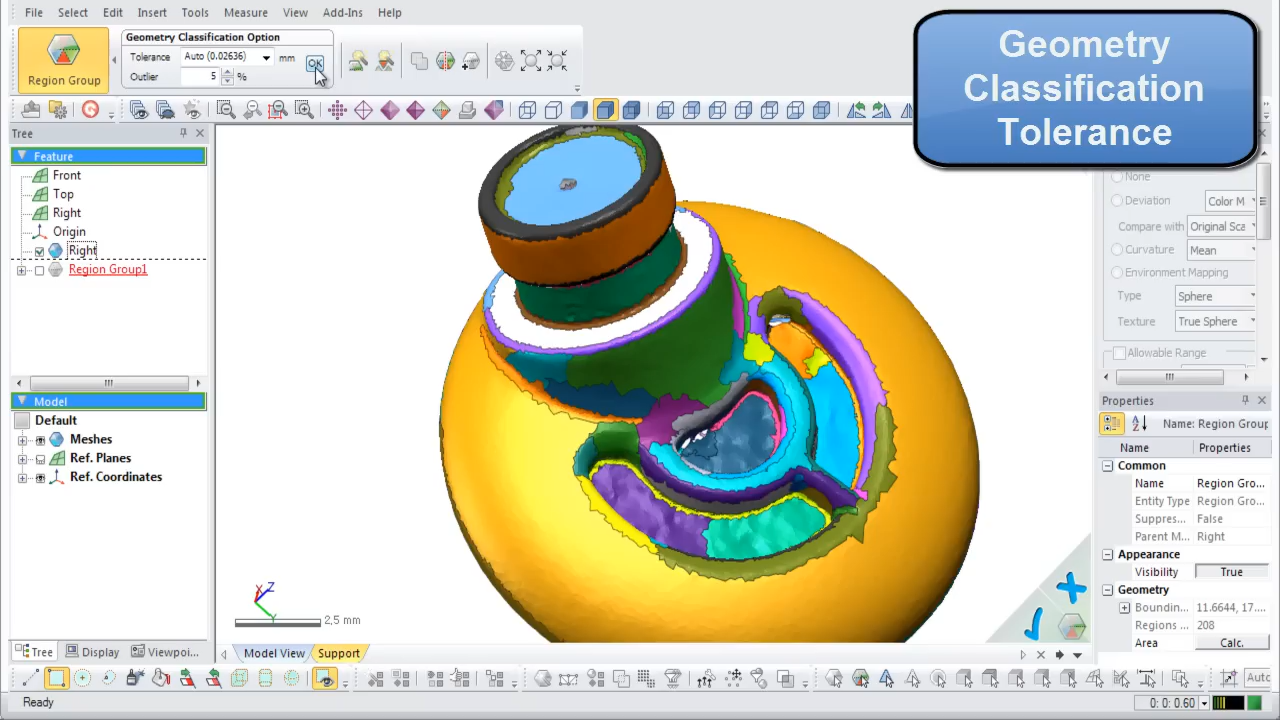 File Edit Insert Tools Measure View Add-Ins Help
Geometry Classification Option
Tolerance Auto (0.02636) mm OK
Outlier 5 %
Region Group
Geometry
Classification
Tolerance
Tree
Feature
Front
Top
Right
Origin
Right
Region Group1
Model
Default
Meshes
Ref. Planes
Ref. Coordinates
Tree Display Viewpoi...
X Z Y
2.5 mm
Model View Support
None
Deviation Color M
Compare with Original Sca
Curvature Mean
Environment Mapping
Type Sphere
Texture True Sphere
Allowable Range
Properties
Name: Region Group
Name Properties
Common
Name Region Gro...
Entity Type Region Gro...
Suppres... False
Parent M... Right
Appearance
Visibility True
Geometry
Boundin... 11.6644, 17....
Regions ... 208
Area Calc.
Auto
Ready
0: 0: 0.60